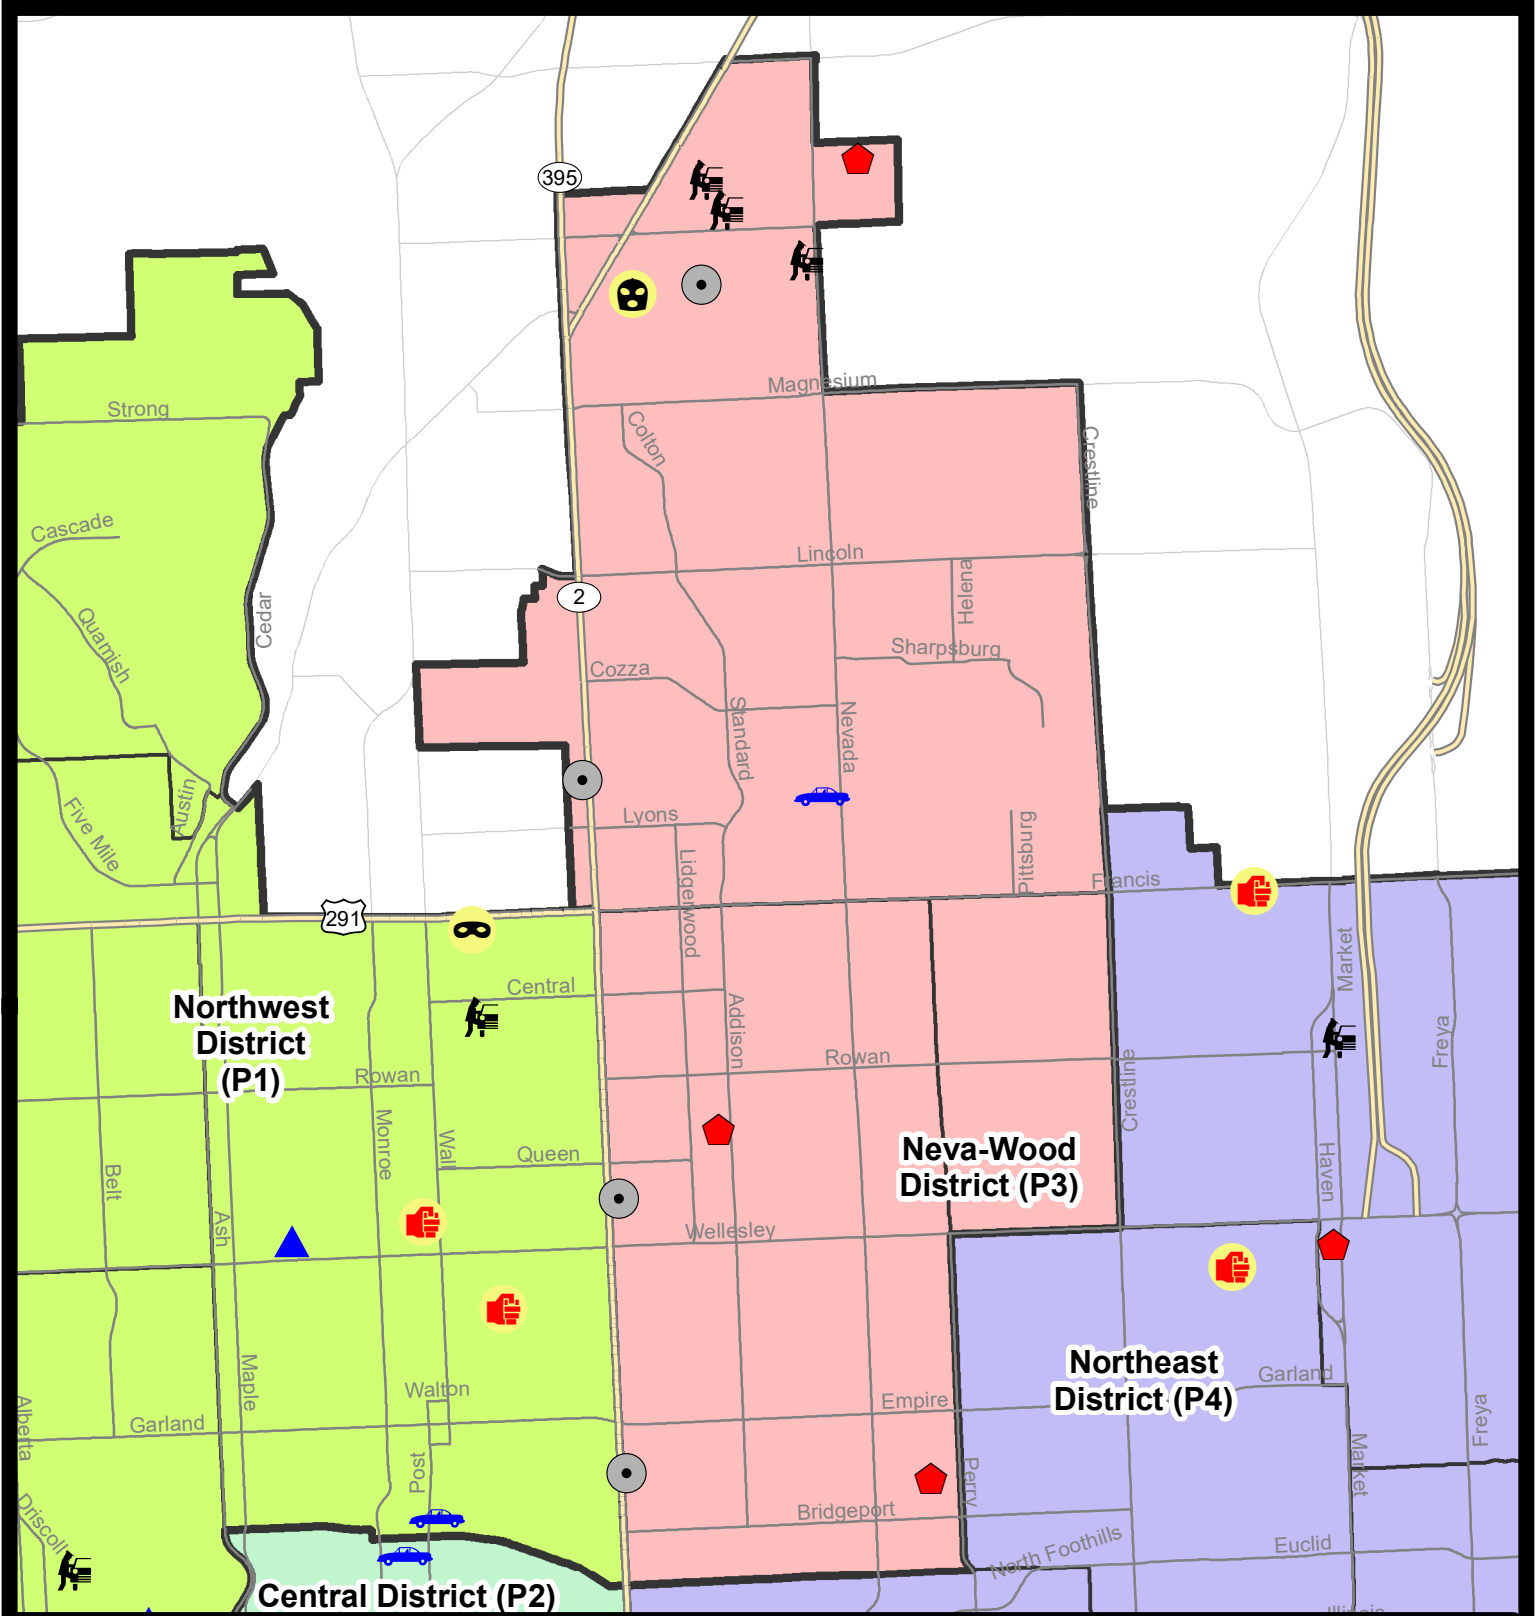 395
Magnesium
Strong
Colton
Crestline
Cascade
Lincoln
Helena
2
Quamish
Cedar
Sharpsburg
Cozza
Standard
Nevada
Five Mile
Austin
Lyons
Lidgerwood
Pittsburg
Francis
291
Market
Central
Northwest
District
(P1)
Addison
Freya
Rowan
Rowan
Crestline
Monroe
Wall
Queen
Neva-Wood
District (P3)
Belt
Haven
Ash
Wellesley
Northeast
District (P4)
Maple
Walton
Garland
Alberta
Garland
Empire
Freya
Post
Perry
Market
Driscoll
Bridgeport
North Foothills
Euclid
Central District (P2)